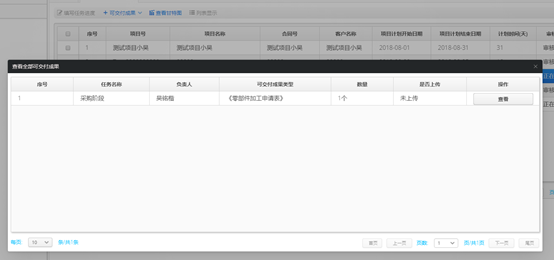 填写任务进度 可交付成果 查看甘特图 列表显示
序号 项目号 项目名称 合同号 客户名称 项目计划开始日期 项目计划结束日期 计划时间(天)
1 测试项目小吴 测试项目小吴 测试项目小吴 测试项目小吴 2018-08-01 2018-08-31 31
查看全部可交付成果
序号 任务名称 负责人 可交付成果类型 数量 是否上传 操作
1 采购阶段 《零部件加工申请表》 1个 未上传 查看
每页 条/共1条 首页 上一页 页数 1 页/共1页 下一页 尾页